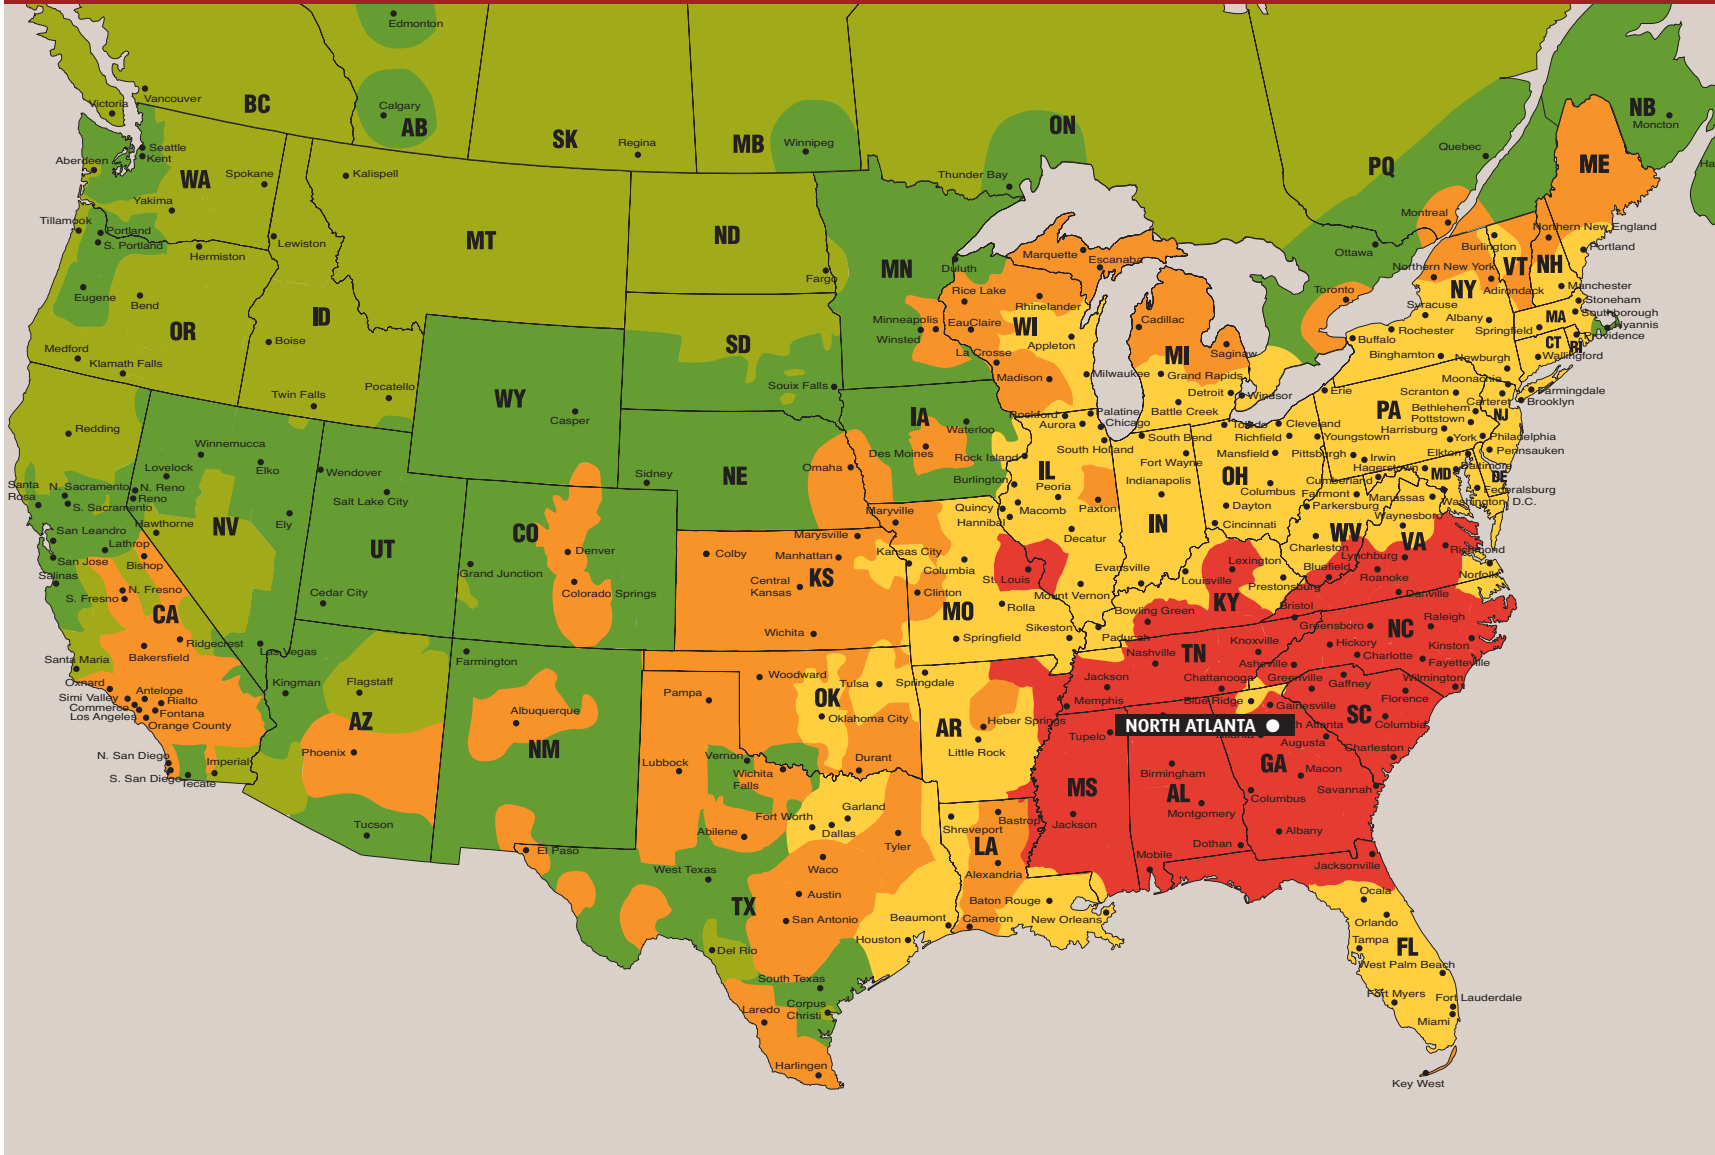 Edmonton
Vancouver
Victoria
BC
Calgary
AB
SK
Regina
MB
Winnipeg
ON
Thunder Bay
PQ
Quebec
NB
Moncton
Ha
ME
Seattle
Kent
Aberdeen
WA
Spokane
Yakima
Kalispell
Tillamook
Portland
S. Portland
Hermiston
Lewiston
MT
ND
Fargo
MN
Duluth
Marquette
Escanaba
Montreal
Ottawa
Northern New England
Burlington
Portland
VT
NH
Northern New York
Adirondack
NY
Manchester
Stoneham
Southborough
Hyannis
Providence
MA
CT
RI
Wallingford
Toronto
Syracuse
Albany
Springfield
Rochester
Buffalo
Binghamton
Newburgh
Eugene
Bend
OR
ID
Boise
Medford
Klamath Falls
Twin Falls
Pocatello
WY
Casper
SD
Souix Falls
Minneapolis
Winsted
Rice Lake
EauClaire
Rhinelander
WI
Appleton
La Crosse
Madison
Milwaukee
Cadillac
MI
Saginaw
Grand Rapids
Detroit
Windsor
Battle Creek
Erie
Moonachie
Scranton
Carteret
Farmingdale
Brooklyn
PA
Bethlehem
Pottstown
Harrisburg
NJ
York
Philadelphia
Pennsauken
Redding
Winnemucca
Lovelock
Elko
Wendover
Salt Lake City
Santa
Rosa
N. Sacramento
S. Sacramento
N. Reno
Reno
Hawthorne
NV
Ely
UT
San Leandro
Lathrop
San Jose
Bishop
Salinas
N. Fresno
S. Fresno
CA
Cedar City
Ridgecrest
Bakersfield
Las Vegas
Santa Maria
Oxnard
Simi Valley
Antelope
Commerce
Rialto
Fontana
Los Angeles
Orange County
N. San Diego
S. San Diego
Tecate
Imperial
Kingman
Flagstaff
AZ
Phoenix
Tucson
CO
Denver
Grand Junction
Colorado Springs
Farmington
Albuquerque
NM
El Paso
NE
Sidney
Omaha
IA
Waterloo
Des Moines
Rock Island
Burlington
Rockford
Aurora
Palatine
Chicago
South Holland
IL
Peoria
Paxton
Macomb
Quincy
Hannibal
Decatur
South Bend
Fort Wayne
Indianapolis
IN
Toledo
Cleveland
Richfield
Mansfield
Youngstown
Pittsburgh
Irwin
OH
Columbus
Dayton
Cincinnati
Hagerstown
Cumberland
Elkton
Baltimore
MD
DE
Federalsburg
Washington, D.C.
Fairmont
Parkersburg
Manassas
Waynesboro
WV
VA
Charleston
Lynchburg
Richmond
Bluefield
Roanoke
Norfolk
Danville
Maryville
Marysville
Colby
Manhattan
Kansas City
KS
Central
Kansas
Wichita
Columbia
St. Louis
Clinton
MO
Rolla
Springfield
Sikeston
Mount Vernon
Evansville
Louisville
Lexington
Prestonsburg
KY
Bowling Green
Paducah
Bristol
Greensboro
Raleigh
NC
Hickory
Kinston
Charlotte
Fayetteville
Wilmington
Nashville
TN
Knoxville
Asheville
Jackson
Chattanooga
Memphis
Greenville
Gaffney
Florence
SC
Columbia
Charleston
Blue Ridge
Gainesville
NORTH ATLANTA
h Atlanta
Augusta
GA
Macon
Savannah
Columbus
Albany
Pampa
Woodward
Tulsa
Springdale
OK
Oklahoma City
AR
Heber Springs
Little Rock
Lubbock
Vernon
Wichita
Falls
Durant
Tupelo
MS
Jackson
Birmingham
AL
Montgomery
Dothan
Mobile
Abilene
Fort Worth
Garland
Dallas
Tyler
Waco
West Texas
TX
Austin
San Antonio
Del Rio
South Texas
Corpus
Christi
Laredo
Harlingen
Shreveport
Bastrop
LA
Alexandria
Baton Rouge
Beaumont
Cameron
New Orleans
Houston
Jacksonville
Ocala
Orlando
Tampa
FL
West Palm Beach
Fort Myers
Fort Lauderdale
Miami
Key West